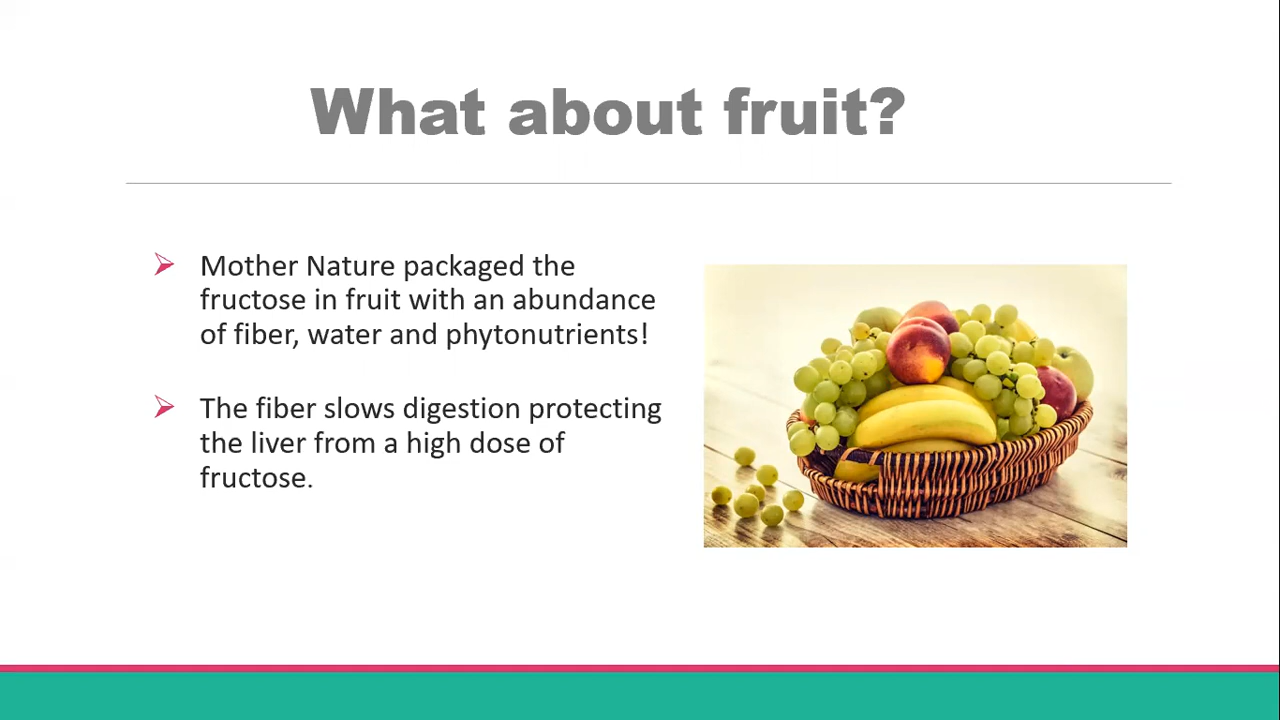 What about fruit?
Mother Nature packaged the
fructose in fruit with an abundance
of fiber, water and phytonutrients!
The fiber slows digestion protecting
the liver from a high dose of
fructose.